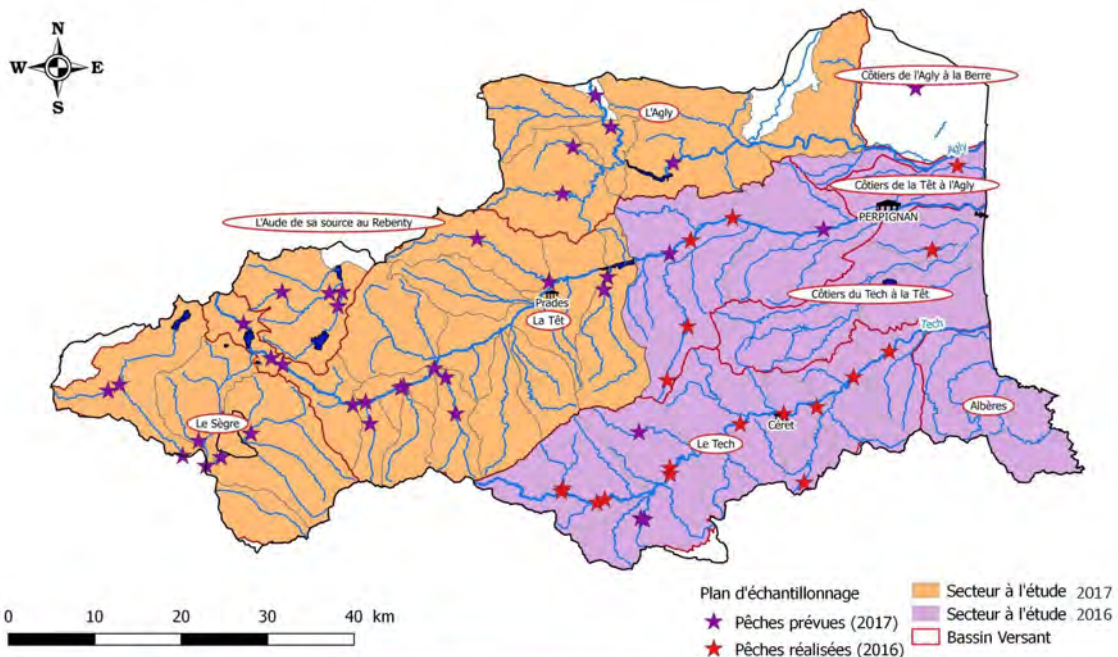 N
W E
S
Côtiers de l'Agly à la Berre
L'Agly
Agly
Côtiers de la Têt à l'Agly
PERPIGNAN
L'Aude de sa source au Rebenty
Prades
La Têt
Côtiers du Tech à la Têt
Tech
Albères
Le Sègre
Céret
Le Tech
Plan d'échantillonnage
Pêches prévues (2017)
Pêches réalisées (2016)
Secteur à l'étude 2017
Secteur à l'étude 2016
Bassin Versant
0 10 20 30 40 km